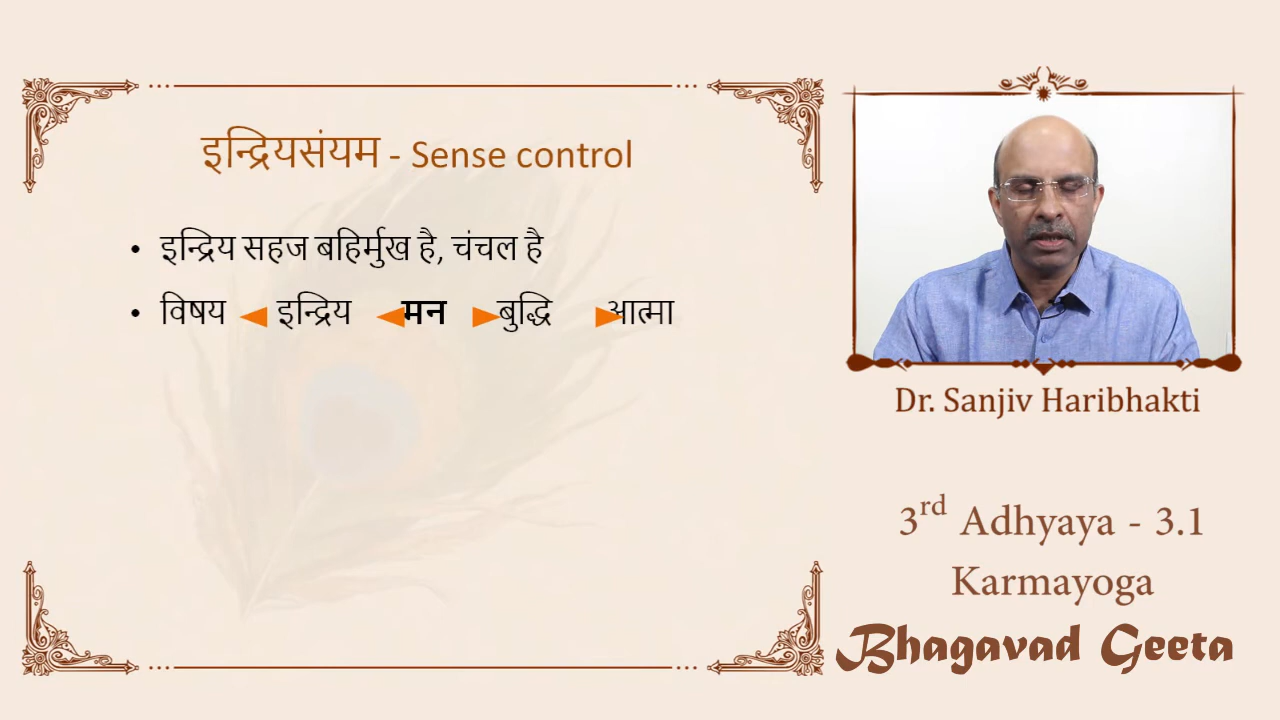 इन्द्रियसंयम - Sense control
• इन्द्रिय सहज बहिर्मुख है, चंचल है
• विषय ◄ इन्द्रिय ◄ मन ► बुद्धि ► आत्मा
Dr. Sanjiv Haribhakti
3rd Adhyaya - 3.1
Karmayoga
Bhagavad Geeta